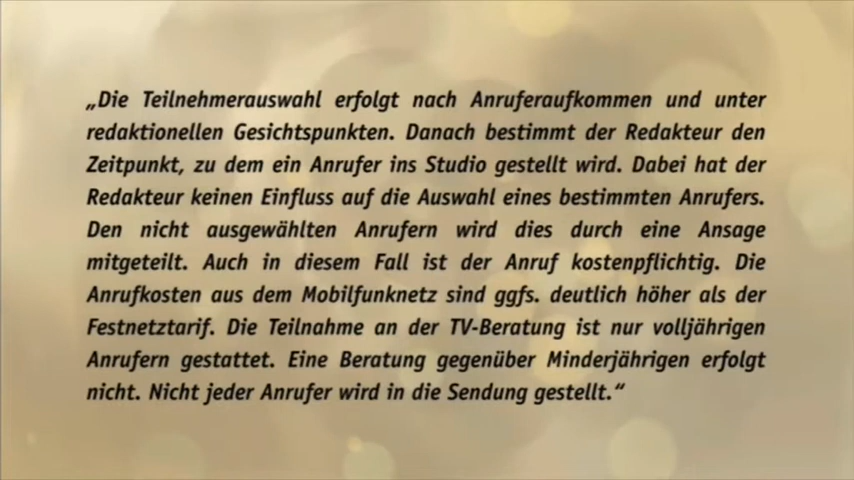 „Die Teilnehmerauswahl erfolgt nach Anruferaufkommen und unter
redaktionellen Gesichtspunkten. Danach bestimmt der Redakteur den
Zeitpunkt, zu dem ein Anrufer ins Studio gestellt wird. Dabei hat der
Redakteur keinen Einfluss auf die Auswahl eines bestimmten Anrufers.
Den nicht ausgewählten Anrufern wird dies durch eine Ansage
mitgeteilt. Auch in diesem Fall ist der Anruf kostenpflichtig. Die
Anrufkosten aus dem Mobilfunknetz sind ggfs. deutlich höher als der
Festnetztarif. Die Teilnahme an der TV-Beratung ist nur volljährigen
Anrufern gestattet. Eine Beratung gegenüber Minderjährigen erfolgt
nicht. Nicht jeder Anrufer wird in die Sendung gestellt.“